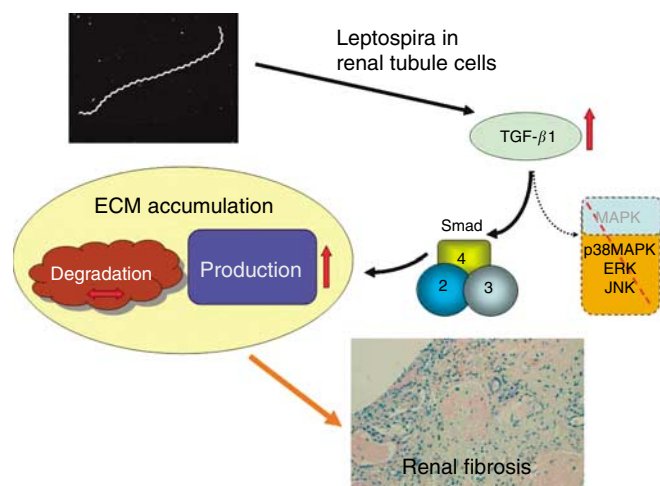 Leptospira in
renal tubule cells
TGF-β1
MAPK
p38MAPK
ERK
JNK
Smad
4
2
3
ECM accumulation
Degradation
Production
Renal fibrosis